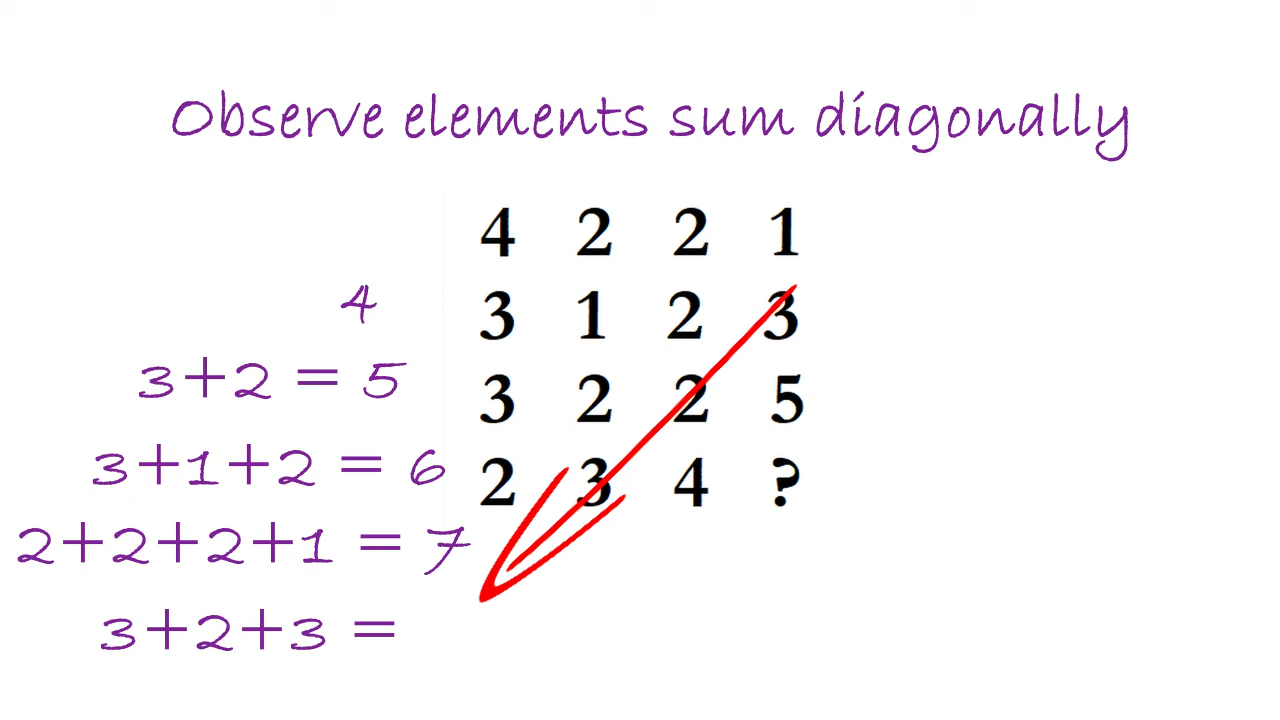 Observe elements sum diagonally
4 2 2 1
3 1 2 3
3 2 2 5
2 3 4 ?
4
3+2 = 5
3+1+2 = 6
2+2+2+1 = 7
3+2+3 =